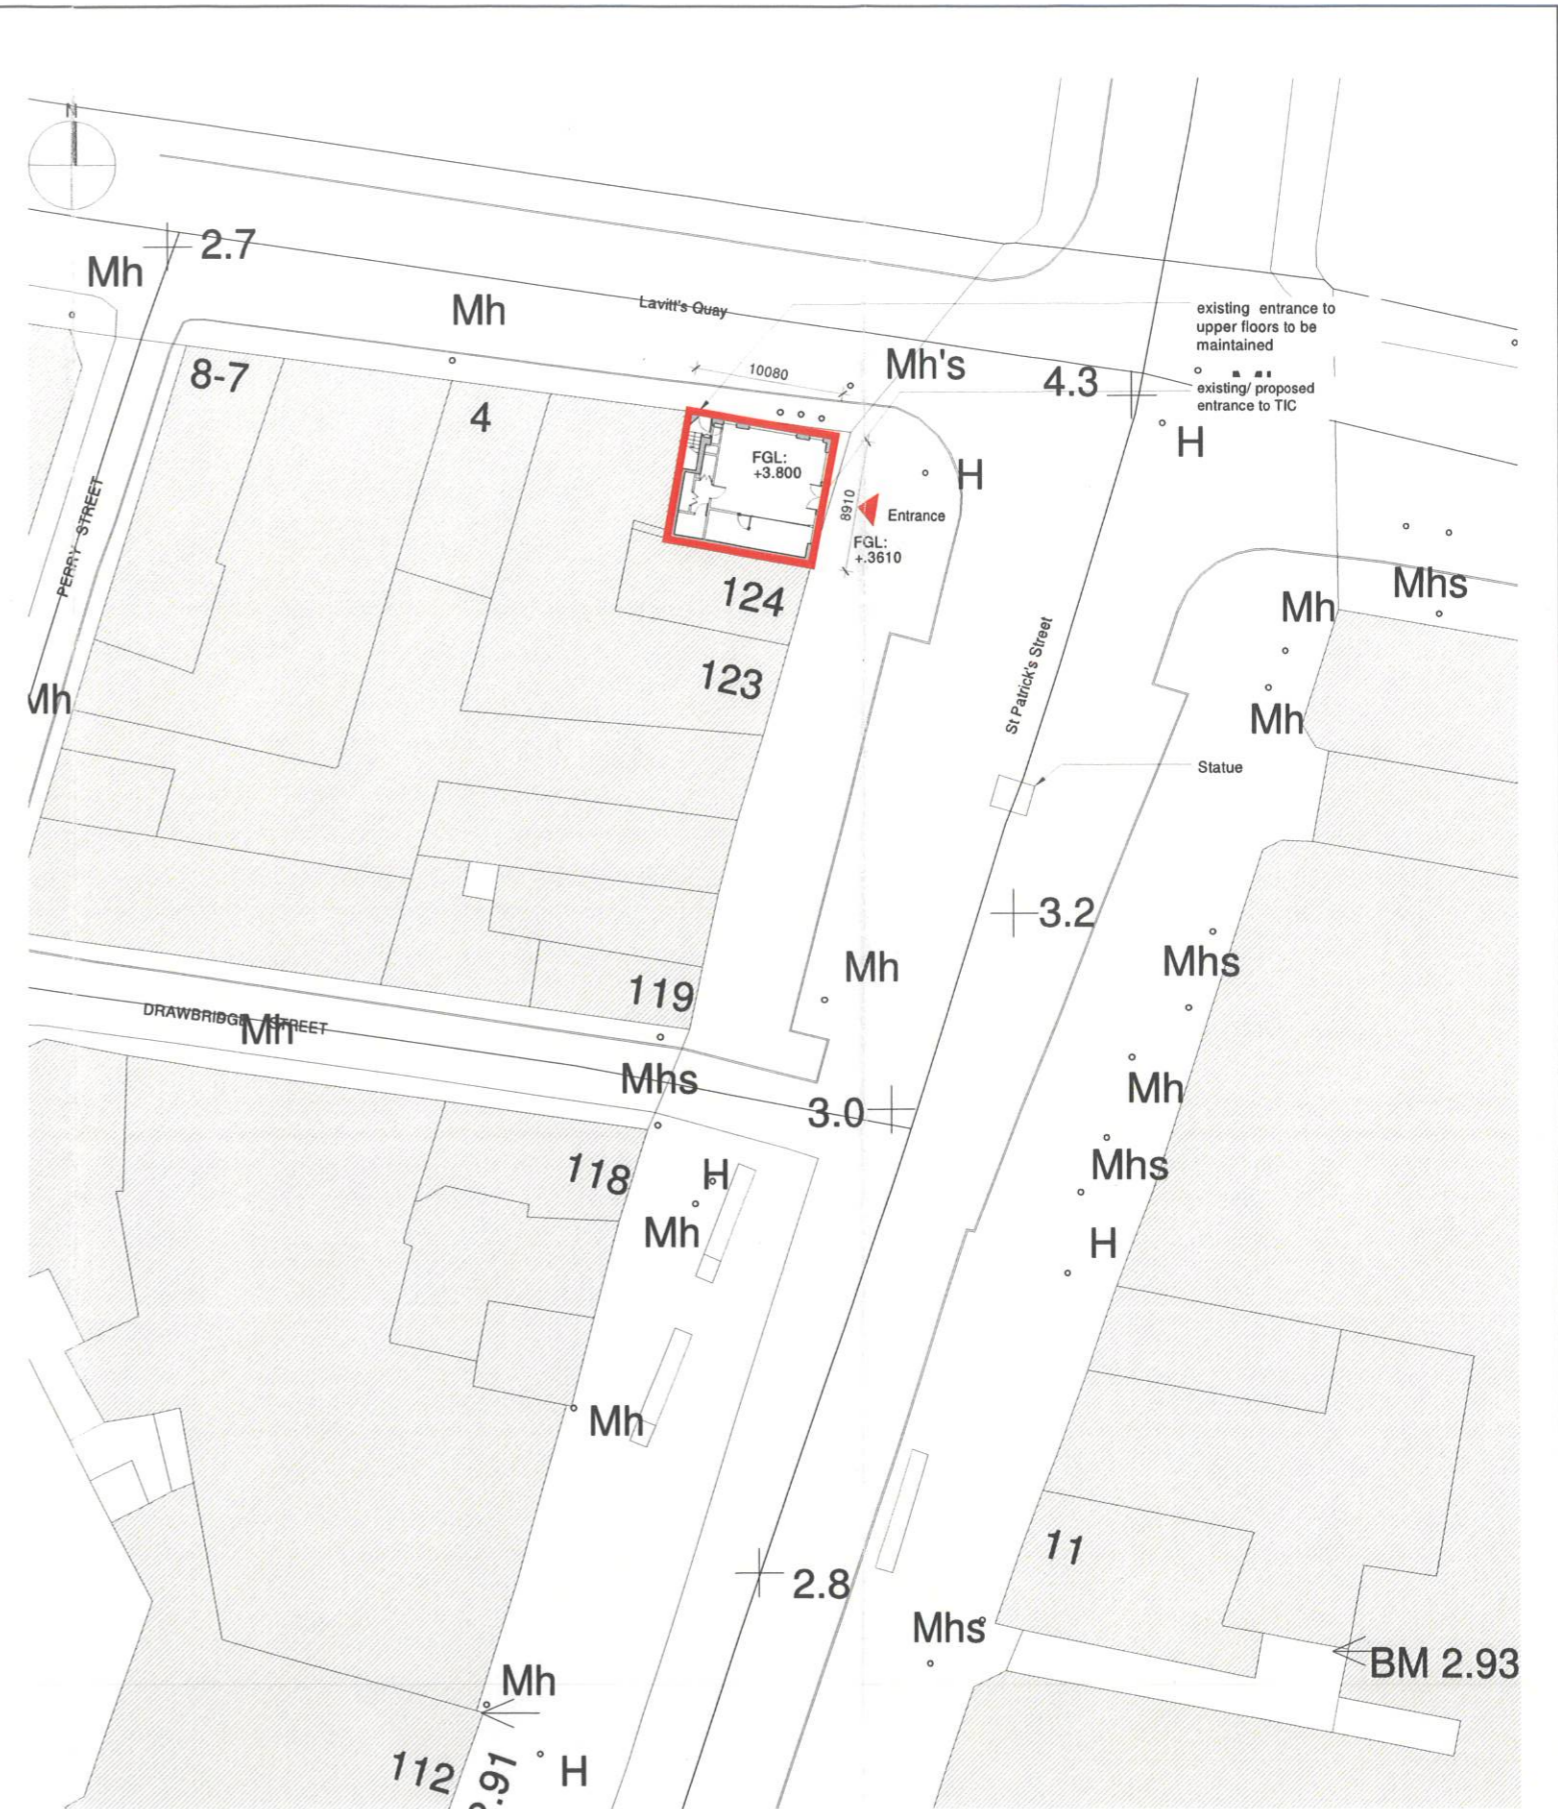 N
2.7
Mh
Mh
Lavitt's Quay
existing entrance to
upper floors to be
maintained
8-7
4
10080
Mh's
4.3
existing/ proposed
entrance to TIC
H
H
FGL:
+3.800
8910
Entrance
FGL:
+.3610
PERRY STREET
124
Mhs
Mh
123
St Patrick's Street
Mh
Mh
Statue
3.2
Mh
Mhs
119
DRAWBRIDGE STREET
Mh
Mhs
3.0
Mh
118
H
Mhs
Mh
H
Mh
11
2.8
Mhs
BM 2.93
Mh
112
.91
H